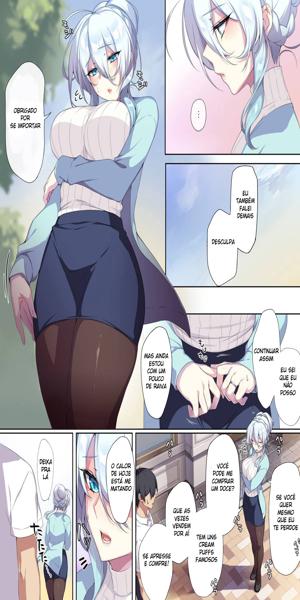 ...
OBRIGADO
POR
SE IMPORTAR
EU
TAMBÉM
FALEI
DEMAIS
DESCULPA
CONTINUAR
ASSIM
EU SEI
QUE EU
NÃO
POSSO
MAS AINDA
ESTOU COM
UM POUCO
DE RAIVA
SE VOCÊ
QUER MESMO
QUE EU
TE PERDOE
VOCÊ PODE
ME COMPRAR
UM DOCE?
TEM UNS
CREAM
PUFFS
FAMOSOS
QUE AS
VEZES
VENDEM
POR AÍ
SE APRESSE
E COMPRE!
O CALOR
DE HOJE
ESTÁ ME
MATANDO
DEIXA
PRA
LÁ